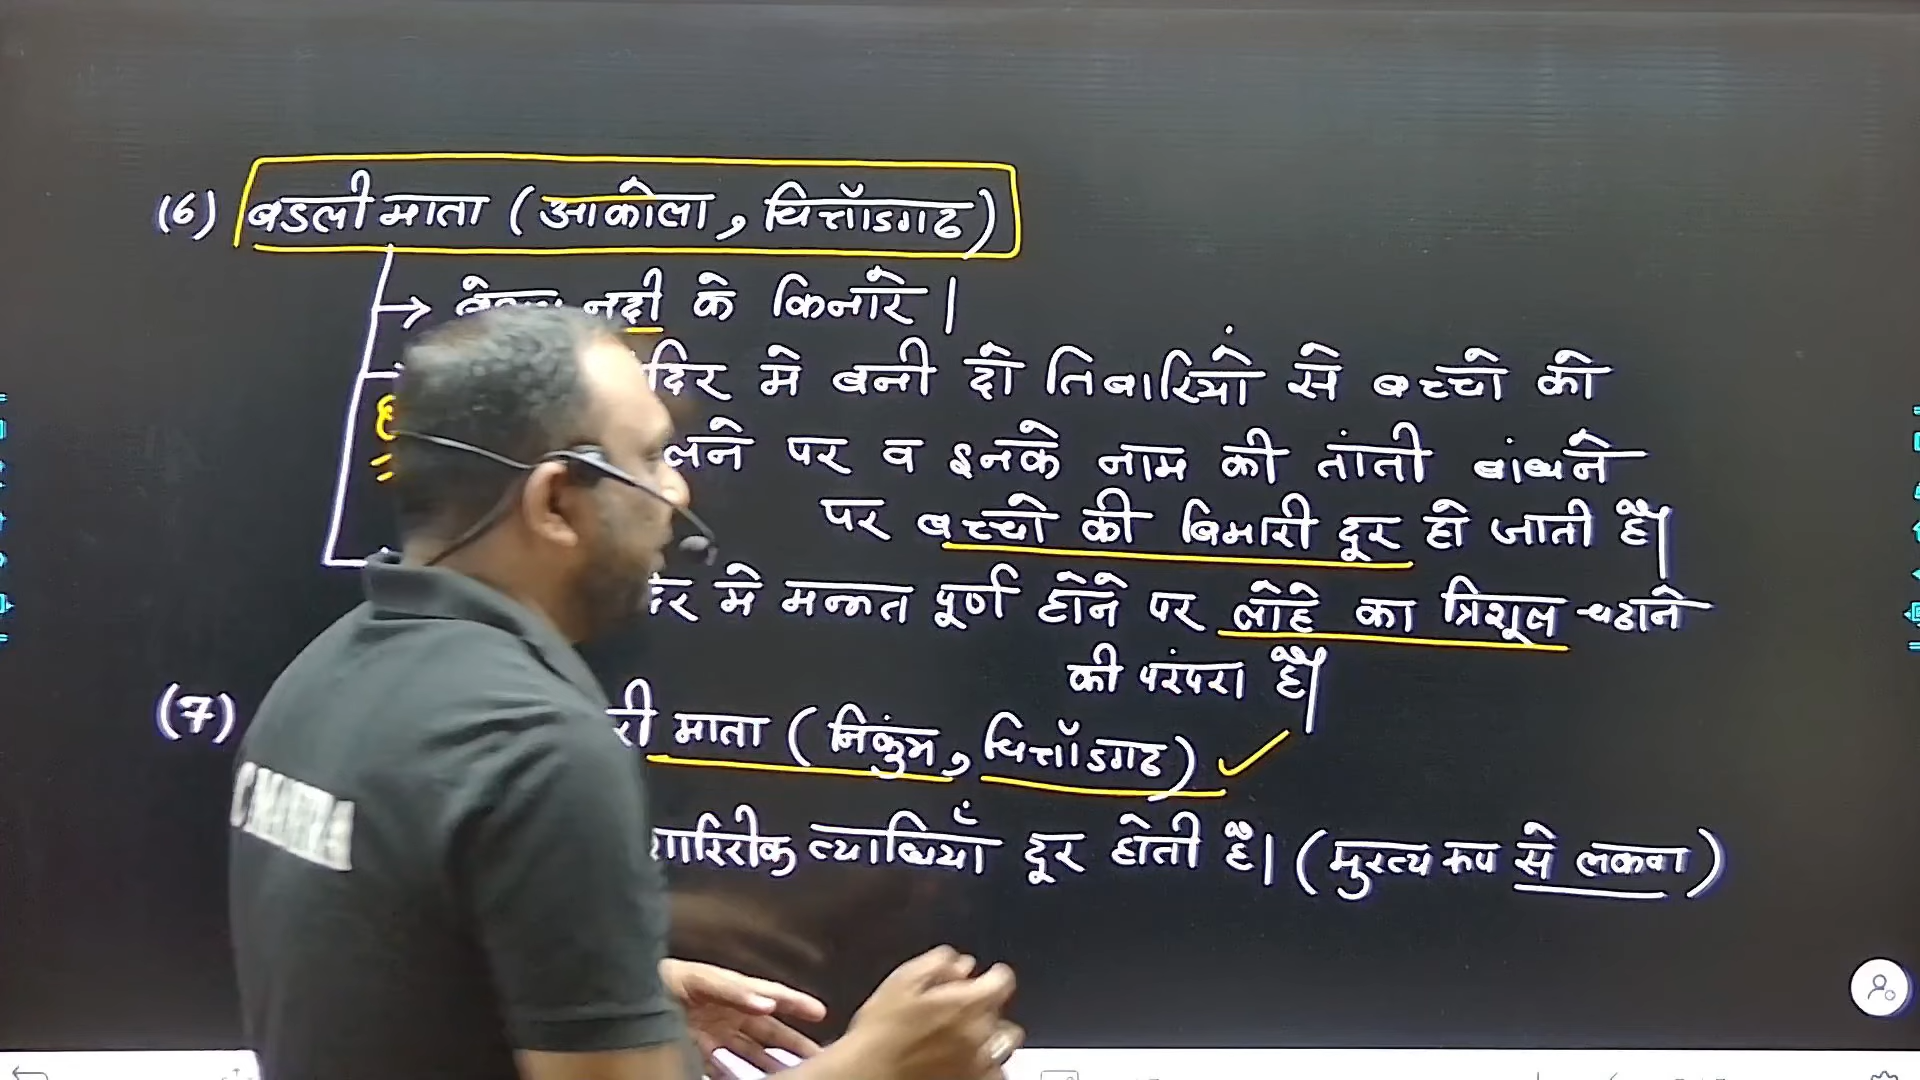 (6) बडली माता (आकोला, चित्तॉडगढ)
→ नदी के किनारे।
मे बनी दो तिबारियों से बच्चो को
पर व इनके नाम की तांती बांधने
पर बच्चो की बिमारी दूर हो जाती है।
मे मन्नत पूर्ण होने पर लोहे का त्रिशूल चढाने
की परंपरा है।
(7) माता (निकुंभ, चित्तॉडगढ)
शारिरीक व्याधियाँ दूर होती है। (मुख्य रूप से लकवा)